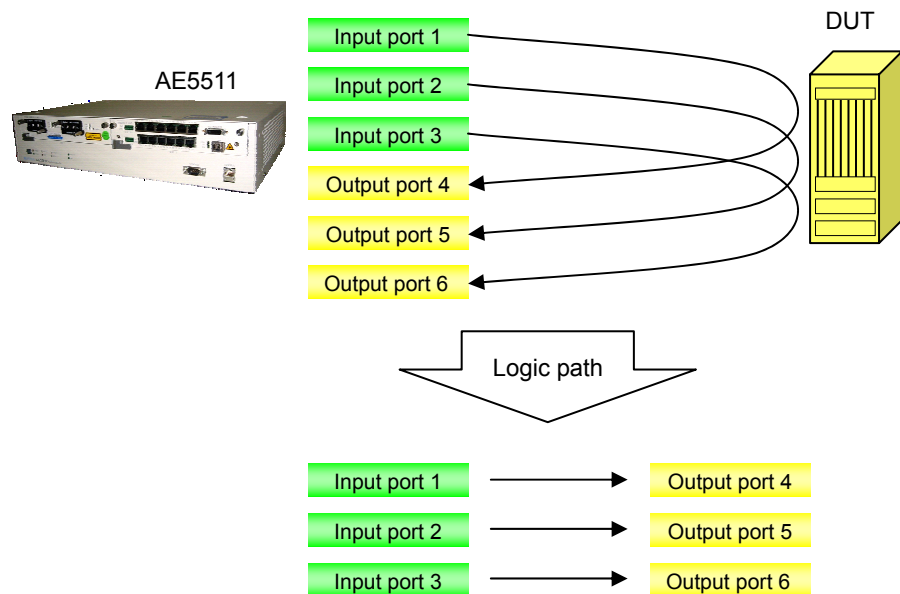 DUT
AE5511
Input port 1
Input port 2
Input port 3
Output port 4
Output port 5
Output port 6
Logic path
Input port 1
Output port 4
Input port 2
Output port 5
Input port 3
Output port 6